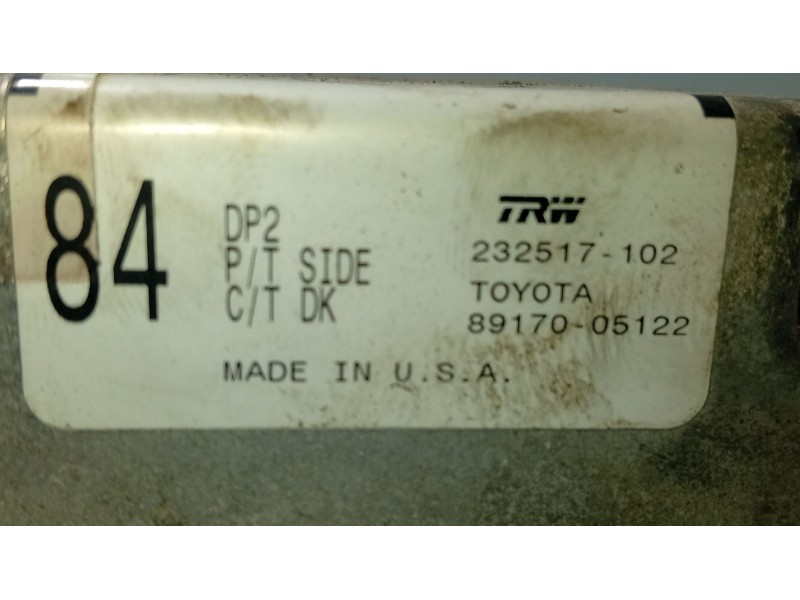 84
DP2
P/T SIDE
C/T DK
TRW
232517-102
TOYOTA
89170-05122
MADE IN U.S.A.